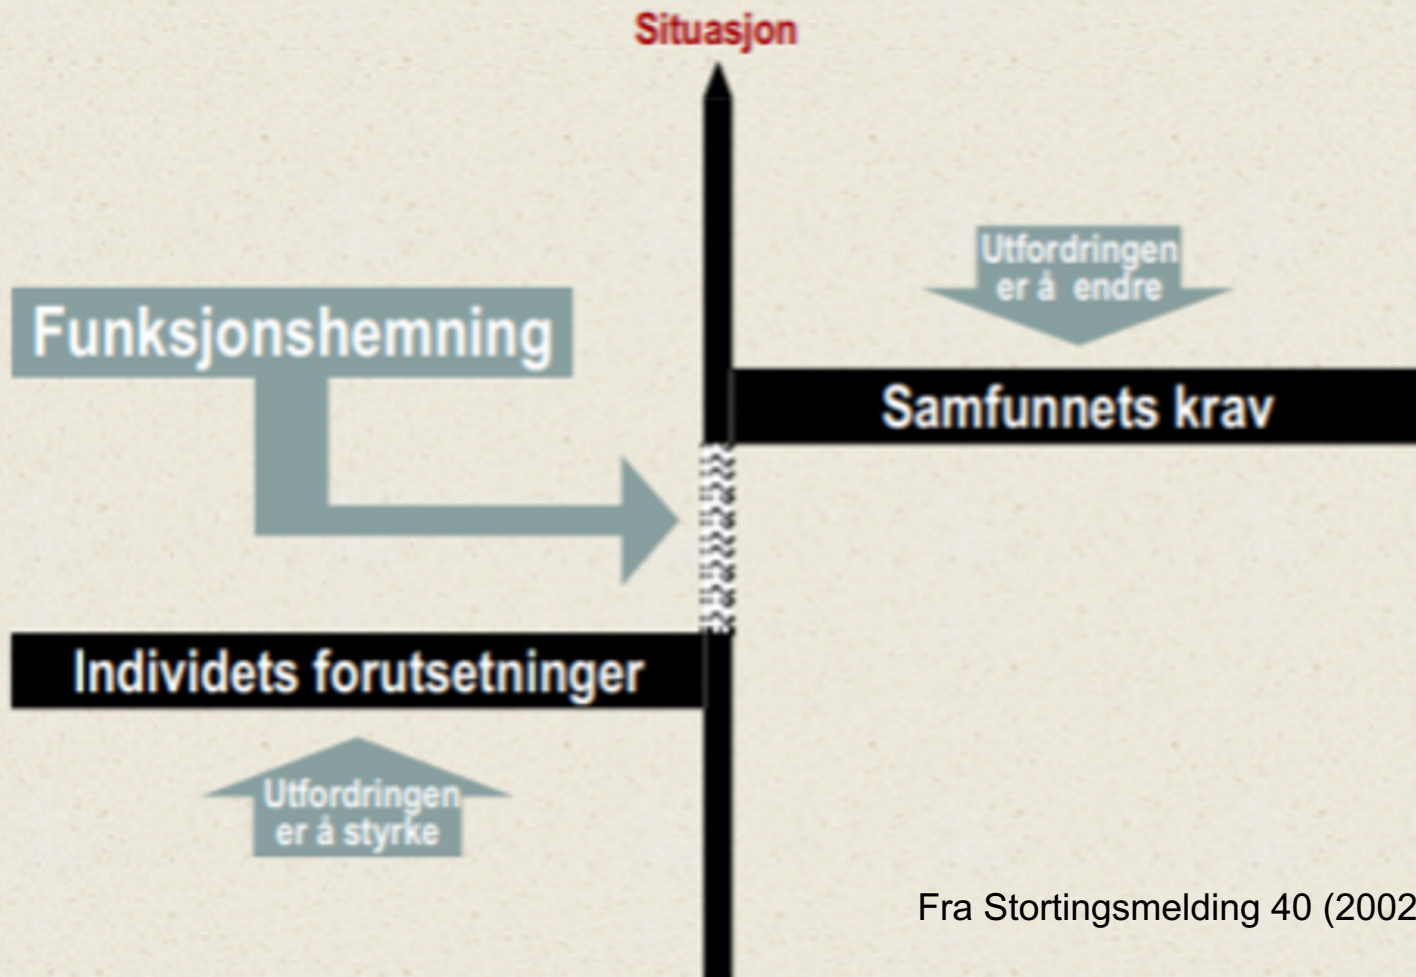 Situasjon
Utfordringen
er å endre
Funksjonshemning
Samfunnets krav
Individets forutsetninger
Utfordringen
er å styrke
Fra Stortingsmelding 40 (2002